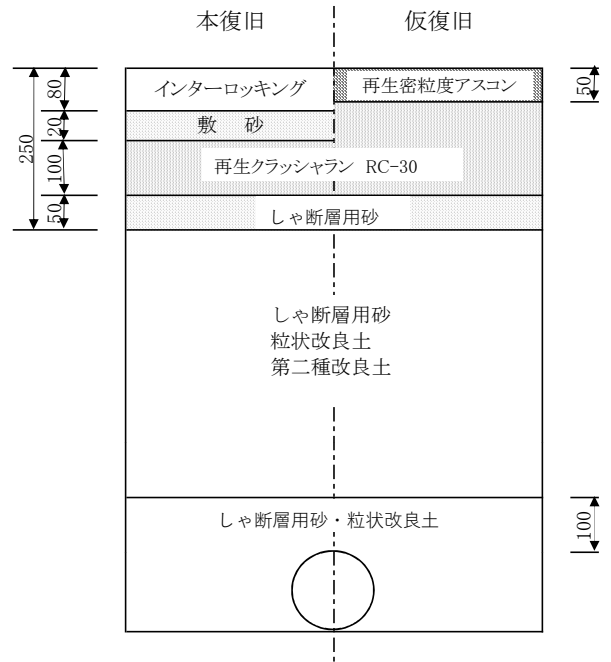 本復旧
仮復旧
インターロッキング
再生密粒度アスコン
敷 砂
再生クラッシャラン RC-30
しゃ断層用砂
しゃ断層用砂
粒状改良土
第二種改良土
しゃ断層用砂・粒状改良土
250
80
20
100
50
50
100